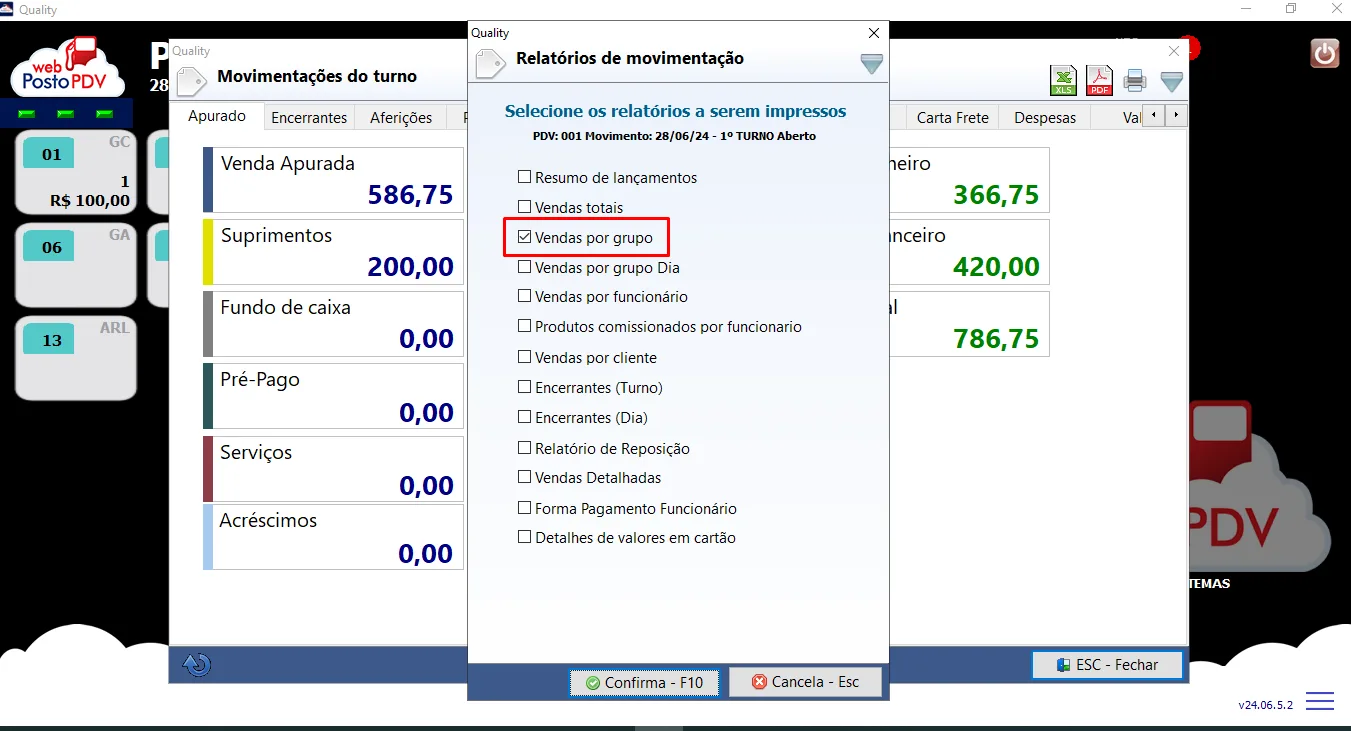 Quality
web
PostoPDV
P
28
01
GC
1
R$ 100,00
06
GA
13
ARL
Quality
Movimentações do turno
XLS
PDF
Apurado
Encerrantes
Aferições
Carta Frete
Despesas
Venda Apurada
586,75
Suprimentos
200,00
Fundo de caixa
0,00
Pré-Pago
0,00
Serviços
0,00
Acréscimos
0,00
366,75
420,00
786,75
ESC - Fechar
Quality
Relatórios de movimentação
Selecione os relatórios a serem impressos
PDV: 001 Movimento: 28/06/24 - 1º TURNO Aberto
Resumo de lançamentos
Vendas totais
Vendas por grupo
Vendas por grupo Dia
Vendas por funcionário
Produtos comissionados por funcionario
Vendas por cliente
Encerrantes (Turno)
Encerrantes (Dia)
Relatório de Reposição
Vendas Detalhadas
Forma Pagamento Funcionário
Detalhes de valores em cartão
Confirma - F10
Cancela - Esc
PDV
TEMAS
v24.06.5.2